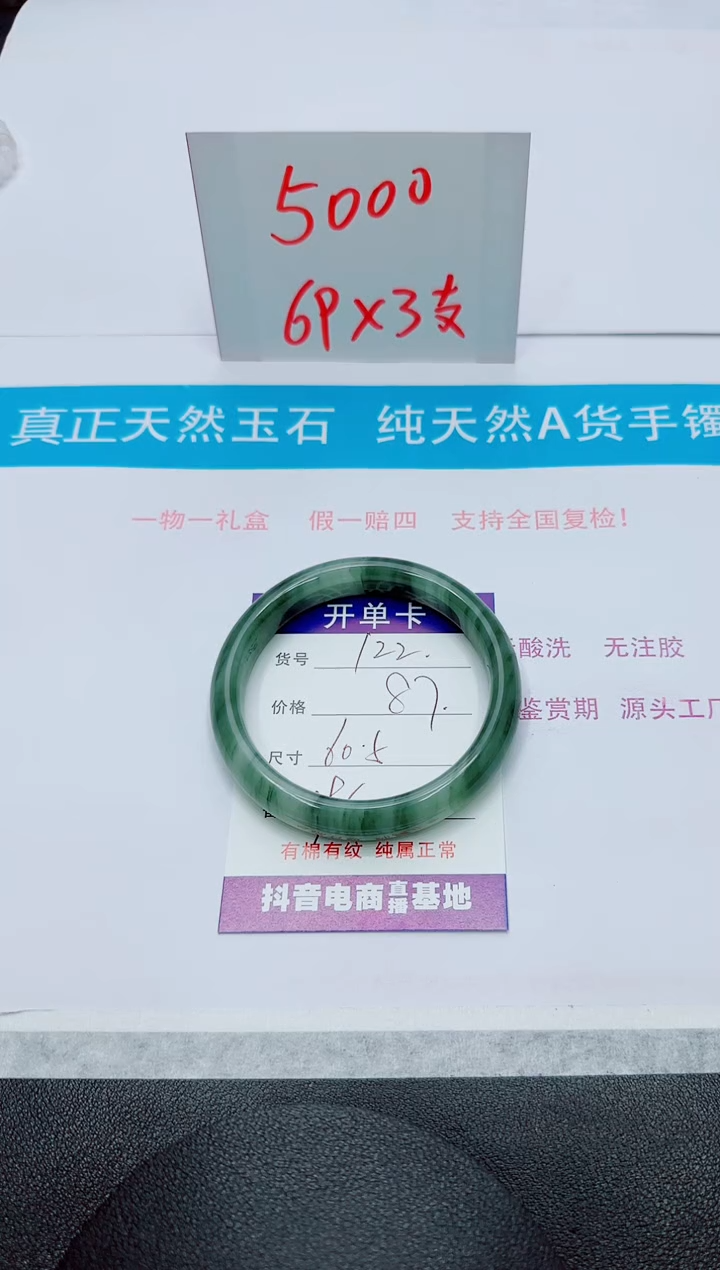 5000
69×3支
真正天然玉石 纯天然A货手镯
一物一礼盒 假一赔四 支持全国复检!
开单卡
酸洗 无注胶
货号 122.
价格 87.
鉴赏期 源头工厂
尺寸 60.5
有棉有纹 纯属正常
抖音电商直播基地